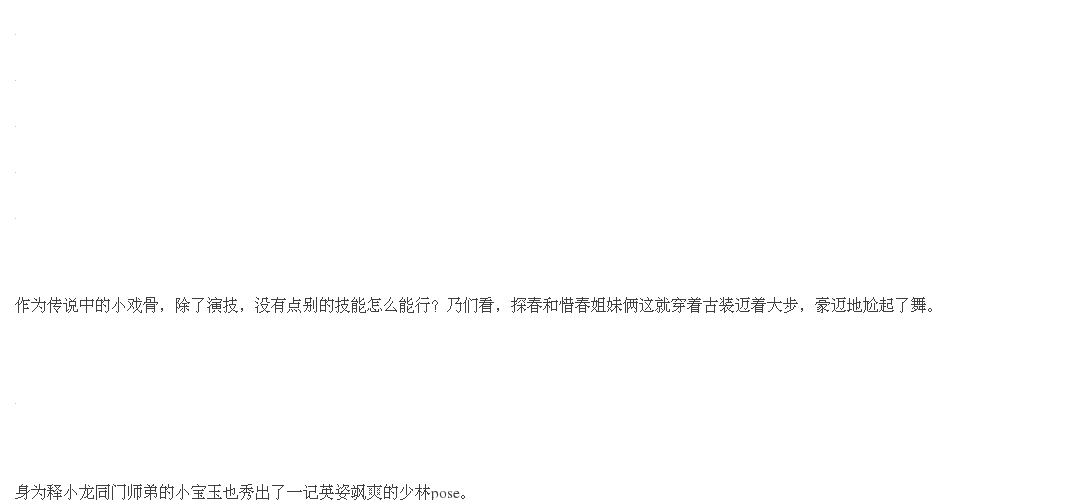 作为传说中的小戏骨，除了演技，没有点别的技能怎么能行？乃们看，探春和惜春姐妹俩这就穿着古装迈着大步，豪迈地尬起了舞。
身为释小龙同门师弟的小宝玉也秀出了一记英姿飒爽的少林pose。